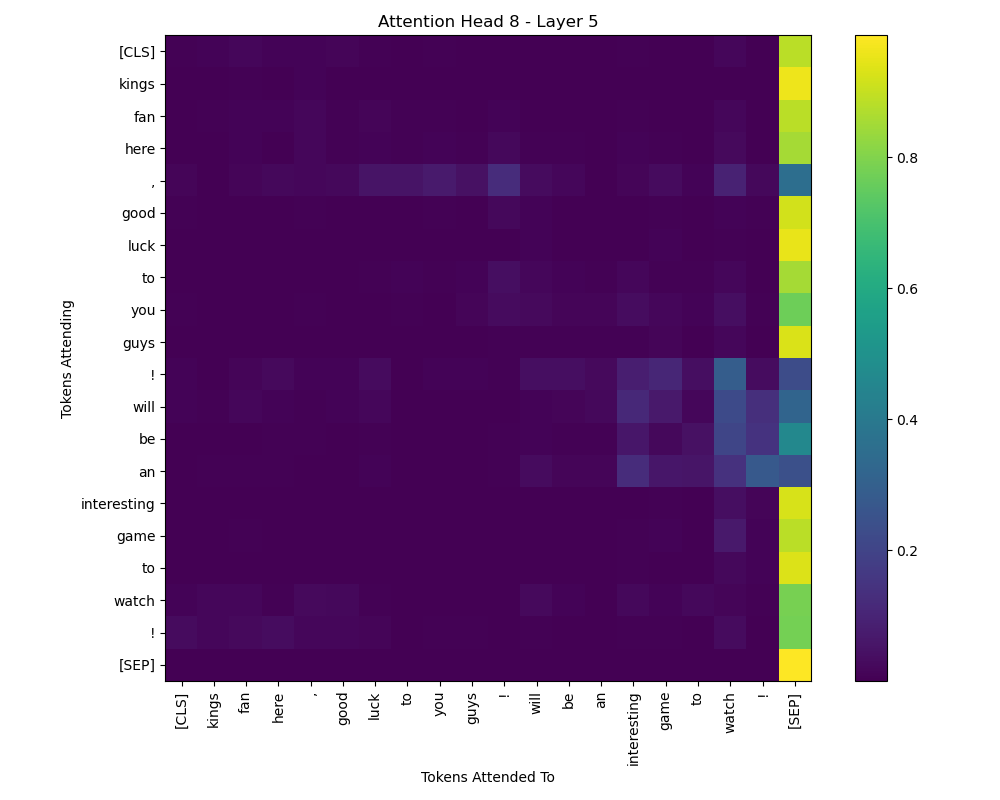 Attention Head 8 - Layer 5
Tokens Attending
[CLS]
kings
fan
here
,
good
luck
to
you
guys
!
will
be
an
interesting
game
to
watch
!
[SEP]
[CLS]
kings
fan
here
,
good
luck
to
you
guys
!
will
be
an
interesting
game
to
watch
!
[SEP]
Tokens Attended To
0.8
0.6
0.4
0.2